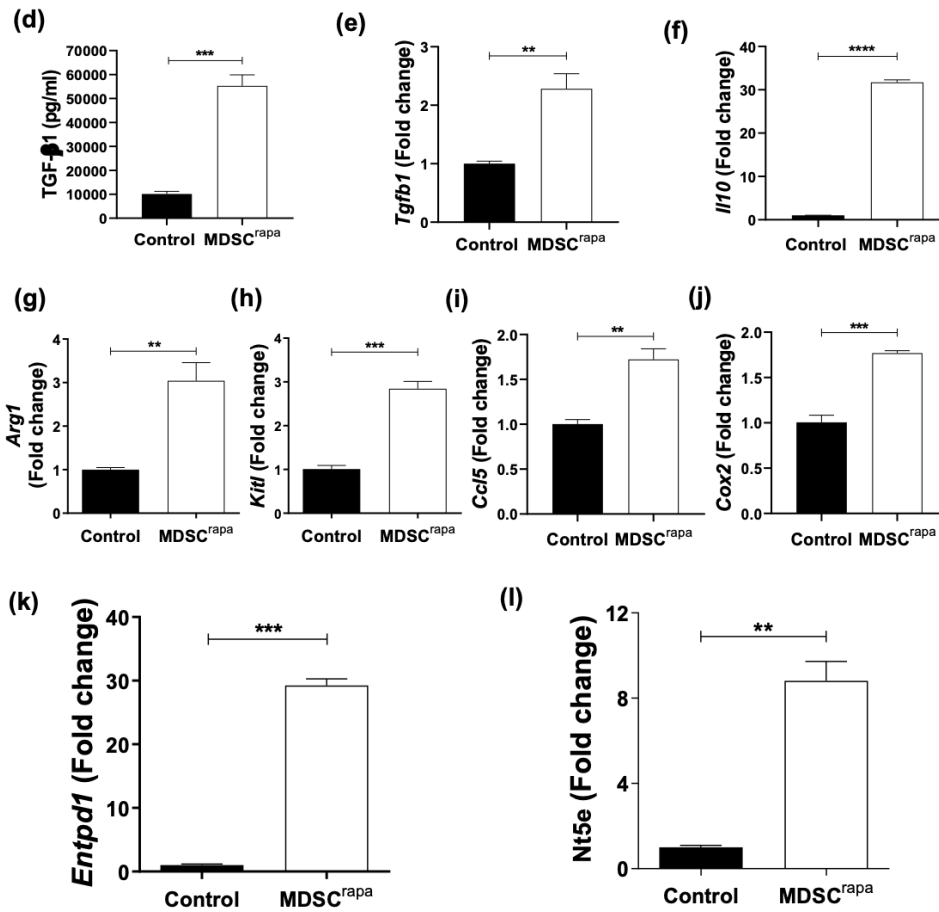 (d)
TGF-β1 (pg/ml)
70000
60000
50000
40000
30000
20000
10000
0
***
Control MDSCrapa
(e)
Tgfb1 (Fold change)
3
2
1
0
**
Control MDSCrapa
(f)
Il10 (Fold change)
40
30
20
10
0
****
Control MDSCrapa
(g)
Arg1
(Fold change)
4
3
2
1
0
**
Control MDSCrapa
(h)
Kitl (Fold change)
4
3
2
1
0
***
Control MDSCrapa
(i)
Ccl5 (Fold change)
2.0
1.5
1.0
0.5
0.0
**
Control MDSCrapa
(j)
Cox2 (Fold change)
2.0
1.5
1.0
0.5
0.0
***
Control MDSCrapa
(k)
Entpd1 (Fold change)
40
30
20
10
0
***
Control MDSCrapa
(l)
Nt5e (Fold change)
12
8
4
0
**
Control MDSCrapa